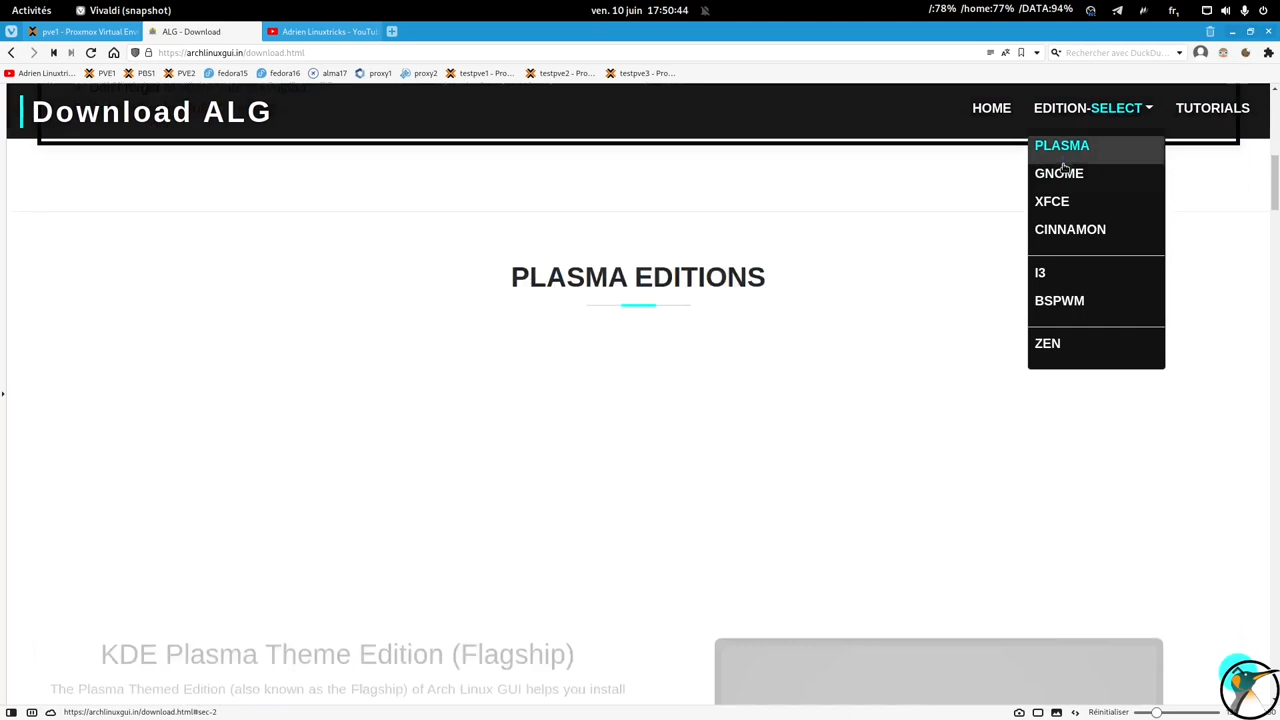 Activités Vivaldi (snapshot) ven. 10 juin 17:50:44 /:78% /home:77% /DATA:94% fr₁
pve1 - Proxmox Virtual Env ALG - Download Adrien Linuxtricks - YouTu
https://archlinuxgui.in/download.html Rechercher avec DuckDu...
Adrien Linuxtri... PVE1 PBS1 PVE2 fedora15 fedora16 alma17 proxy1 proxy2 testpve1 - Pro... testpve2 - Pro... testpve3 - Pro...
Download ALG HOME EDITION-SELECT TUTORIALS
PLASMA
GNOME
XFCE
CINNAMON
I3
BSPWM
ZEN
PLASMA EDITIONS
KDE Plasma Theme Edition (Flagship)
The Plasma Themed Edition (also known as the Flagship) of Arch Linux GUI helps you install
https://archlinuxgui.in/download.html#sec-2 Réinitialiser